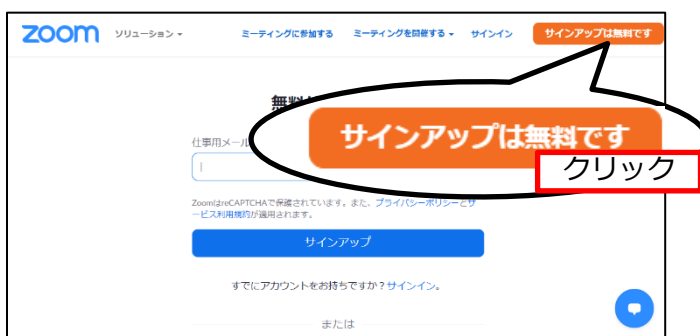 zoom ソリューション ミーティングに参加する ミーティングを開催する サインイン サインアップは無料です
無料
サインアップは無料です
仕事用メール
クリック
ZoomはreCAPTCHAで保護されています。また、プライバシーポリシーとサ
ービス利用規約が適用されます。
サインアップ
すでにアカウントをお持ちですか？サインイン。
または